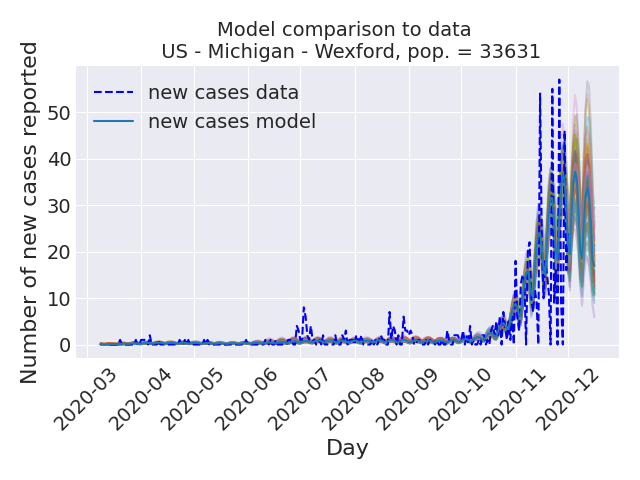 Model comparison to data
US - Michigan - Wexford, pop. = 33631
Number of new cases reported
50
40
30
20
10
0
new cases data
new cases model
2020-03
2020-04
2020-05
2020-06
2020-07
2020-08
2020-09
2020-10
2020-11
2020-12
Day